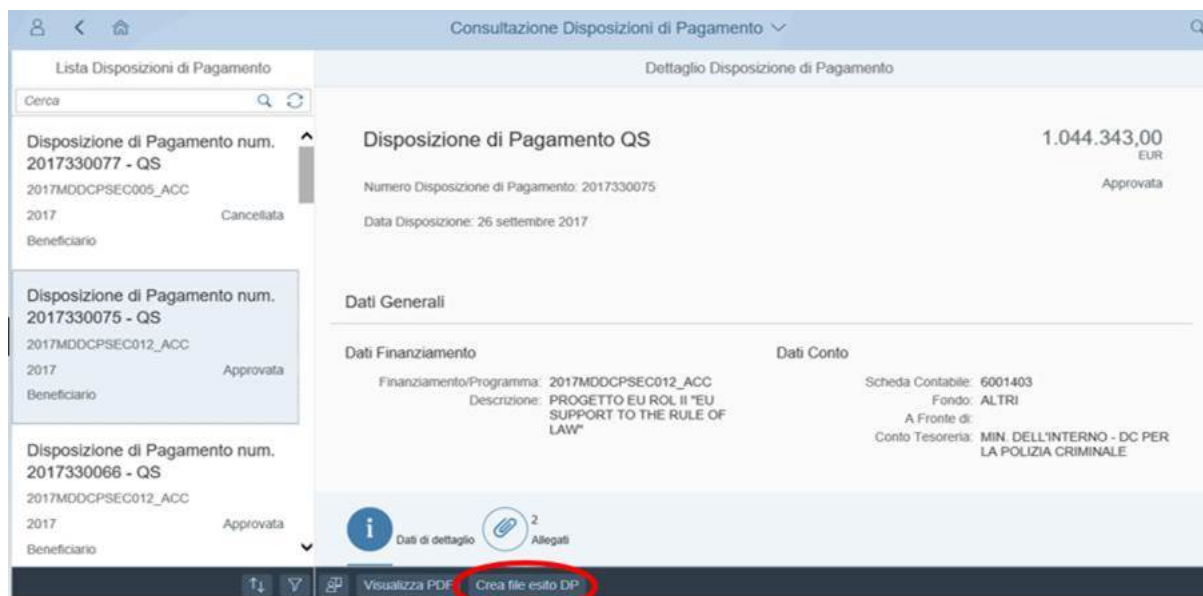 Consultazione Disposizioni di Pagamento
Lista Disposizioni di Pagamento
Dettaglio Disposizione di Pagamento
Cerca
Disposizione di Pagamento num.
2017330077 - QS
2017MDDCPSEC005_ACC
2017 Cancellata
Beneficiario
Disposizione di Pagamento num.
2017330075 - QS
2017MDDCPSEC012_ACC
2017 Approvata
Beneficiario
Disposizione di Pagamento num.
2017330066 - QS
2017MDDCPSEC012_ACC
2017 Approvata
Beneficiario
Disposizione di Pagamento QS
1.044.343,00
EUR
Numero Disposizione di Pagamento: 2017330075
Approvata
Data Disposizione: 26 settembre 2017
Dati Generali
Dati Finanziamento
Finanziamento/Programma: 2017MDDCPSEC012_ACC
Descrizione: PROGETTO EU ROL II "EU
SUPPORT TO THE RULE OF
LAW"
Dati Conto
Scheda Contabile: 6001403
Fondo: ALTRI
A Fronte di:
Conto Tesoreria: MIN. DELL'INTERNO - DC PER
LA POLIZIA CRIMINALE
i
Dati di dettaglio
2
Allegati
Visualizza PDF
Crea file esito DP